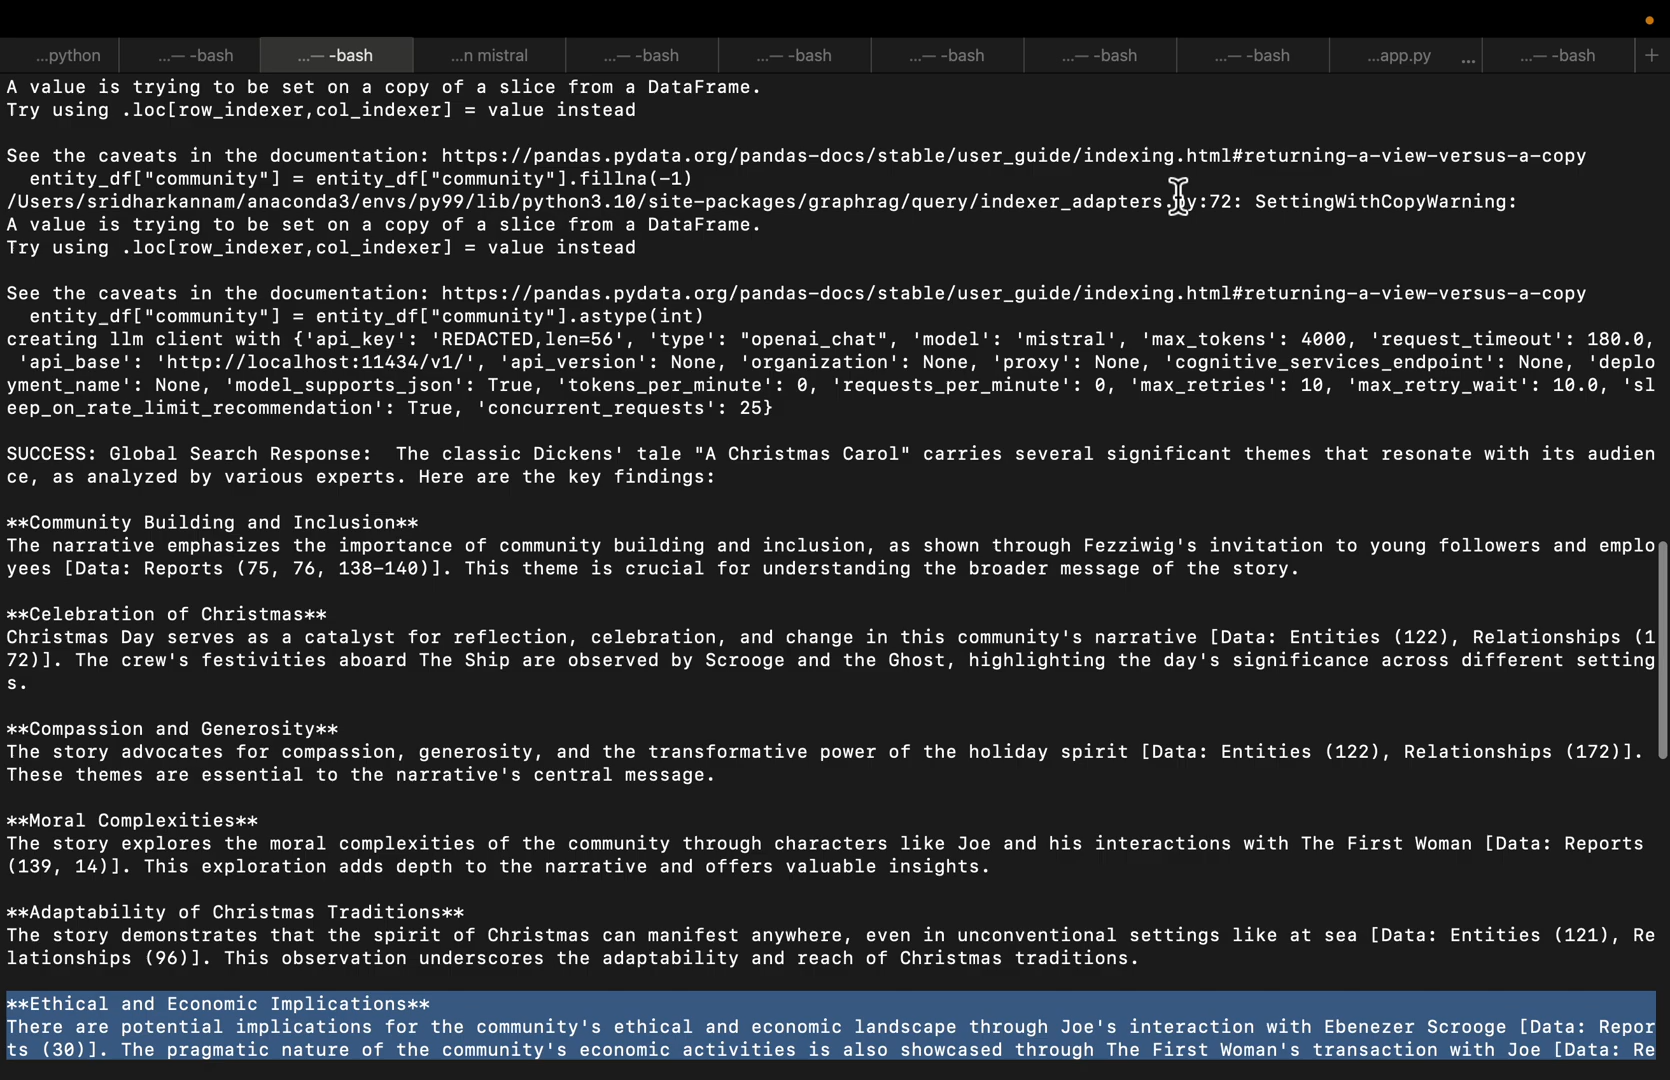 ...python ...— -bash ...— -bash ...n mistral ...— -bash ...— -bash ...— -bash ...— -bash ...— -bash ...app.py ... ...— -bash +
A value is trying to be set on a copy of a slice from a DataFrame.
Try using .loc[row_indexer,col_indexer] = value instead
See the caveats in the documentation: https://pandas.pydata.org/pandas-docs/stable/user_guide/indexing.html#returning-a-view-versus-a-copy
  entity_df["community"] = entity_df["community"].fillna(-1)
/Users/sridharkannam/anaconda3/envs/py99/lib/python3.10/site-packages/graphrag/query/indexer_adapters.py:72: SettingWithCopyWarning:
A value is trying to be set on a copy of a slice from a DataFrame.
Try using .loc[row_indexer,col_indexer] = value instead
See the caveats in the documentation: https://pandas.pydata.org/pandas-docs/stable/user_guide/indexing.html#returning-a-view-versus-a-copy
  entity_df["community"] = entity_df["community"].astype(int)
creating llm client with {'api_key': 'REDACTED,len=56', 'type': "openai_chat", 'model': 'mistral', 'max_tokens': 4000, 'request_timeout': 180.0,
 'api_base': 'http://localhost:11434/v1/', 'api_version': None, 'organization': None, 'proxy': None, 'cognitive_services_endpoint': None, 'deplo
yment_name': None, 'model_supports_json': True, 'tokens_per_minute': 0, 'requests_per_minute': 0, 'max_retries': 10, 'max_retry_wait': 10.0, 'sl
eep_on_rate_limit_recommendation': True, 'concurrent_requests': 25}
SUCCESS: Global Search Response:  The classic Dickens' tale "A Christmas Carol" carries several significant themes that resonate with its audien
ce, as analyzed by various experts. Here are the key findings:
**Community Building and Inclusion**
The narrative emphasizes the importance of community building and inclusion, as shown through Fezziwig's invitation to young followers and emplo
yees [Data: Reports (75, 76, 138-140)]. This theme is crucial for understanding the broader message of the story.
**Celebration of Christmas**
Christmas Day serves as a catalyst for reflection, celebration, and change in this community's narrative [Data: Entities (122), Relationships (1
72)]. The crew's festivities aboard The Ship are observed by Scrooge and the Ghost, highlighting the day's significance across different setting
s.
**Compassion and Generosity**
The story advocates for compassion, generosity, and the transformative power of the holiday spirit [Data: Entities (122), Relationships (172)].
These themes are essential to the narrative's central message.
**Moral Complexities**
The story explores the moral complexities of the community through characters like Joe and his interactions with The First Woman [Data: Reports
(139, 14)]. This exploration adds depth to the narrative and offers valuable insights.
**Adaptability of Christmas Traditions**
The story demonstrates that the spirit of Christmas can manifest anywhere, even in unconventional settings like at sea [Data: Entities (121), Re
lationships (96)]. This observation underscores the adaptability and reach of Christmas traditions.
**Ethical and Economic Implications**
There are potential implications for the community's ethical and economic landscape through Joe's interaction with Ebenezer Scrooge [Data: Repor
ts (30)]. The pragmatic nature of the community's economic activities is also showcased through The First Woman's transaction with Joe [Data: Re